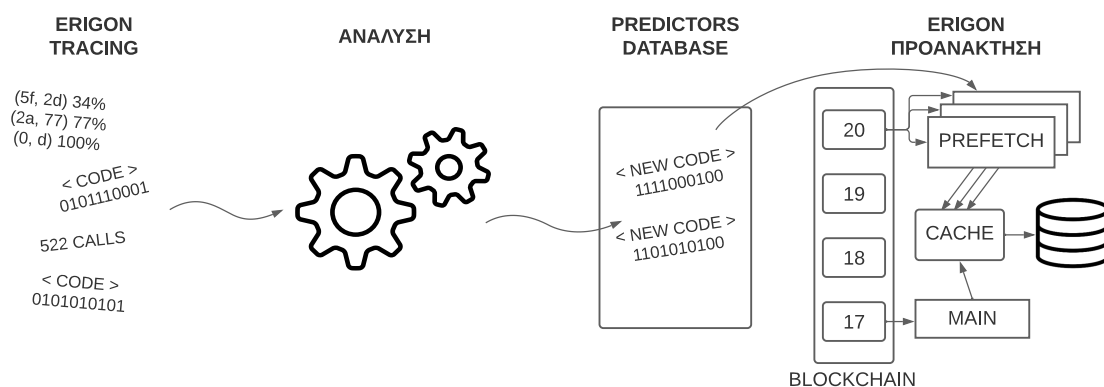 ERIGON
TRACING
(5f, 2d) 34%
(2a, 77) 77%
(0, d) 100%
< CODE >
0101110001
522 CALLS
< CODE >
0101010101
ΑΝΑΛΥΣΗ
PREDICTORS
DATABASE
< NEW CODE >
1111000100
< NEW CODE >
1101010100
ERIGON
ΠΡΟΑΝΑΚΤΗΣΗ
20
19
18
17
BLOCKCHAIN
PREFETCH
CACHE
MAIN